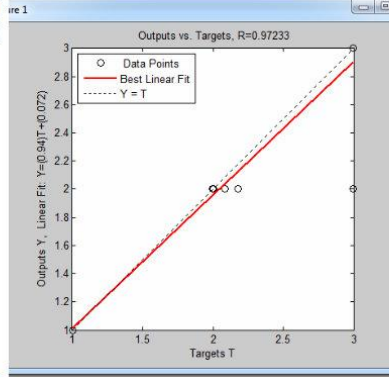 ure 1
Outputs vs. Targets, R=0.97233
Data Points
Best Linear Fit
Y = T
Outputs Y, Linear Fit: Y=(0.94)T+(0.072)
3
2.8
2.6
2.4
2.2
2
1.8
1.6
1.4
1.2
1
1 1.5 2 2.5 3
Targets T